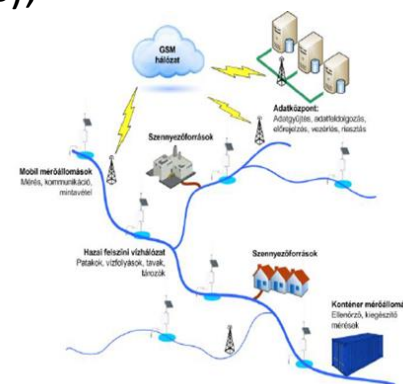 GSM
hálózat
Adatközpont:
Adatgyűjtés, adatfeldolgozás,
előrejelzés, vezérlés, riasztás
Szennyezőforrások
Mobil mérőállomások
Mérés, kommunikáció,
mintavétel
Hazai felszíni vízhálózat
Patakok, vízfolyások, tavak,
tározók
Szennyezőforrások
Konténer mérőállomá
Ellenőrző, kiegészítő
mérések